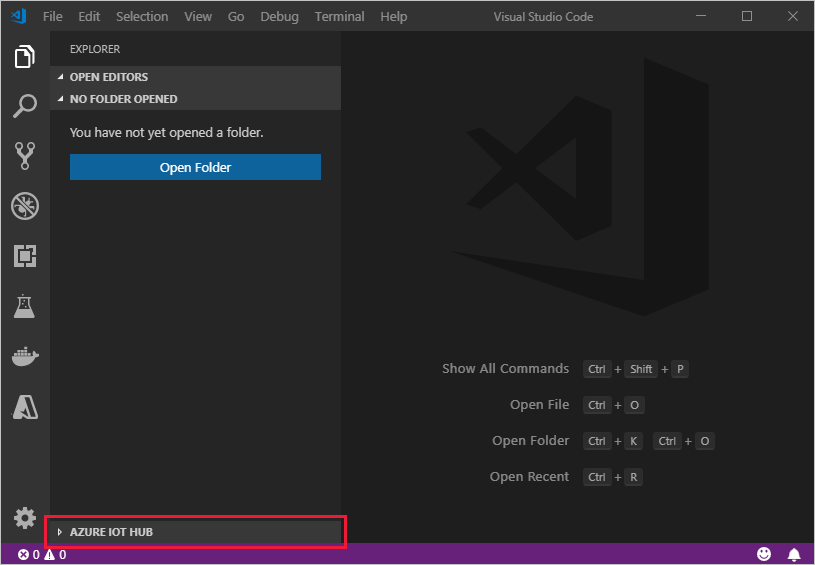 File Edit Selection View Go Debug Terminal Help Visual Studio Code
EXPLORER
OPEN EDITORS
NO FOLDER OPENED
You have not yet opened a folder.
Open Folder
Show All Commands Ctrl + Shift + P
Open File Ctrl + O
Open Folder Ctrl + K Ctrl + O
Open Recent Ctrl + R
AZURE IOT HUB
0 0